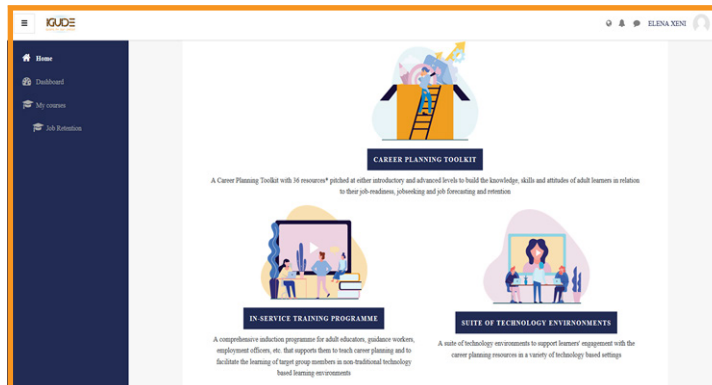 IGUIDE
ELENA XENI
Home
Dashboard
My courses
Job Retention
CAREER PLANNING TOOLKIT
A Career Planning Toolkit with 36 resources* pitched at either introductory and advanced levels to build the knowledge, skills and attitudes of adult learners in relation
to their job-readiness, jobseeking and job forecasting and retention
IN-SERVICE TRAINING PROGRAMME
A comprehensive induction programme for adult educators, guidance workers,
employment officers, etc. that supports them to teach career planning and to
facilitate the learning of target group members in non-traditional technology
based learning environments
SUITE OF TECHNOLOGY ENVIRNONMENTS
A suite of technology environments to support learners' engagement with the
career planning resources in a variety of technology based settings